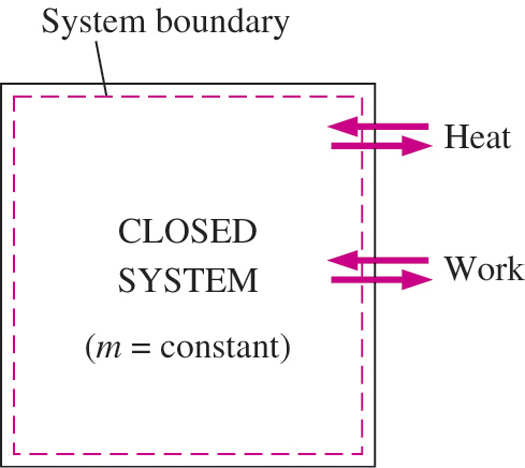 System boundary
Heat
CLOSED
SYSTEM
Work
(m = constant)